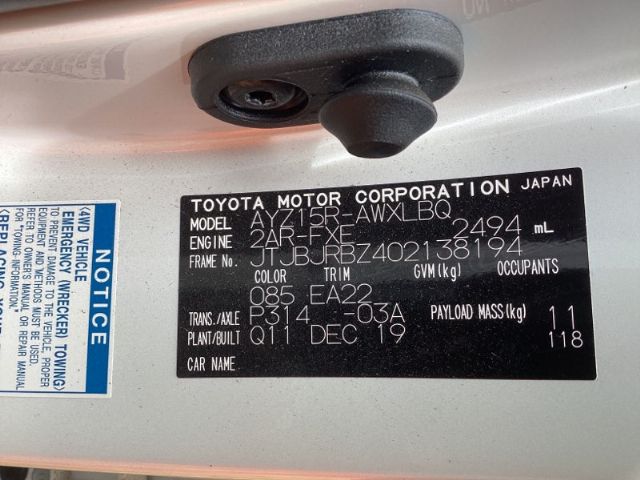 TOYOTA MOTOR CORPORATION JAPAN
MODEL AYZ15R-AWXLBQ
ENGINE 2AR-FXE 2494 mL
FRAME No. JTJBJRBZ402138194
COLOR TRIM GVM(kg) OCCUPANTS
085 EA22
TRANS./AXLE P314 -03A PAYLOAD MASS(kg) 11
PLANT/BUILT Q11 DEC 19 118
CAR NAME
NOTICE
(4WD VEHICLE
EMERGENCY (WRECKER) TOWING)
TO PREVENT DAMAGE TO THE VEHICLE, PROPER
EQUIPMENT AND METHODS MUST BE USED.
REFER TO OWNER'S MANUAL OR REPAIR MANUAL
FOR "TOWING-INFORMATION".